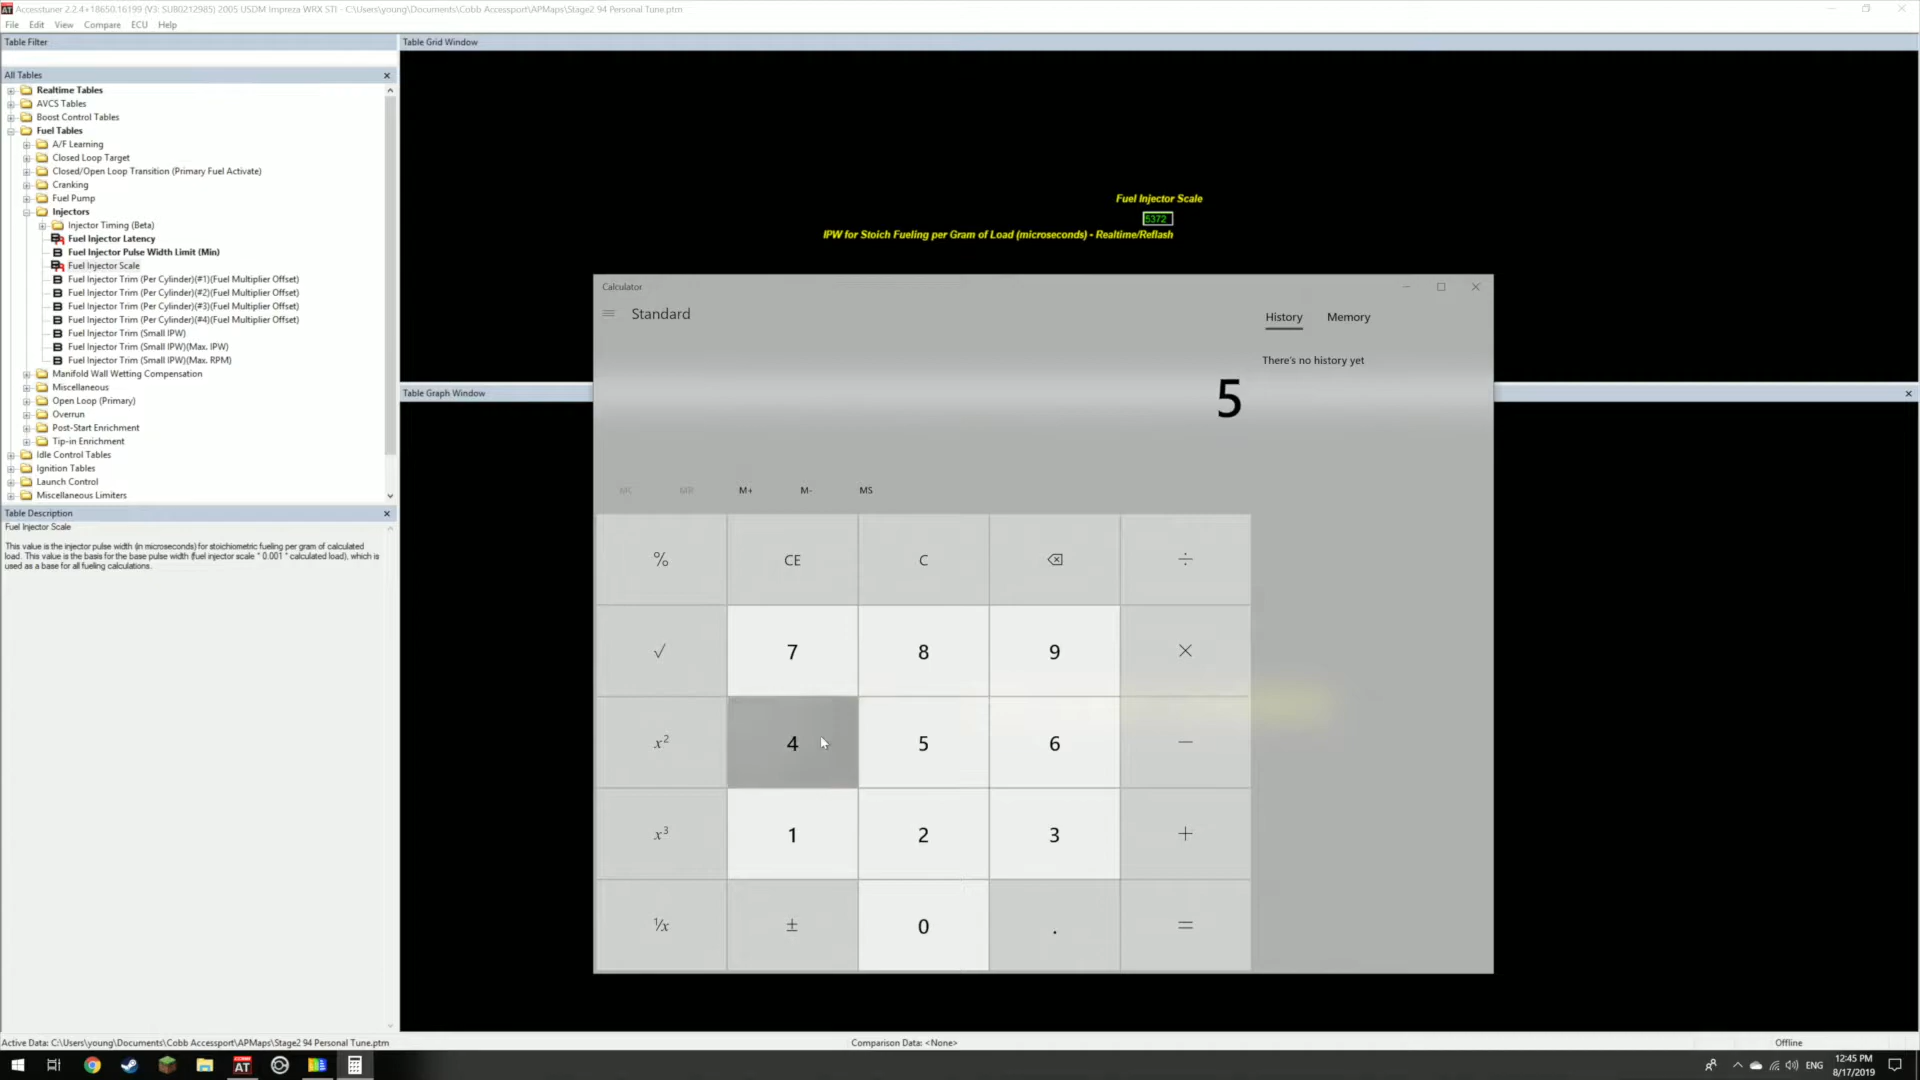 Accesstuner 2.2.4+18650.16199 (V3: SUB0212985) 2005 USDM Impreza WRX STI - C:\Users\young\Documents\Cobb Accessport\APMaps\Stage2 94 Personal Tune.ptm
File Edit View Compare ECU Help
Table Filter
All Tables
Realtime Tables
AVCS Tables
Boost Control Tables
Fuel Tables
A/F Learning
Closed Loop Target
Closed/Open Loop Transition (Primary Fuel Activate)
Cranking
Fuel Pump
Injectors
Injector Timing (Beta)
Fuel Injector Latency
Fuel Injector Pulse Width Limit (Min)
Fuel Injector Scale
Fuel Injector Trim (Per Cylinder)(#1)(Fuel Multiplier Offset)
Fuel Injector Trim (Per Cylinder)(#2)(Fuel Multiplier Offset)
Fuel Injector Trim (Per Cylinder)(#3)(Fuel Multiplier Offset)
Fuel Injector Trim (Per Cylinder)(#4)(Fuel Multiplier Offset)
Fuel Injector Trim (Small IPW)
Fuel Injector Trim (Small IPW)(Max. IPW)
Fuel Injector Trim (Small IPW)(Max. RPM)
Manifold Wall Wetting Compensation
Miscellaneous
Open Loop (Primary)
Overrun
Post-Start Enrichment
Tip-in Enrichment
Idle Control Tables
Ignition Tables
Launch Control
Miscellaneous Limiters
Table Description
Fuel Injector Scale
This value is the injector pulse width (in microseconds) for stoichiometric fueling per gram of calculated
load. This value is the basis for the base pulse width (fuel injector scale * 0.001 * calculated load), which is
used as a base for all fueling calculations.
Table Grid Window
Fuel Injector Scale
5372
IPW for Stoich Fueling per Gram of Load (microseconds) - Realtime/Reflash
Table Graph Window
Calculator
Standard
History Memory
There's no history yet
5
MC MR M+ M- MS
% CE C ÷
√ 7 8 9 ×
x² 4 5 6 −
x³ 1 2 3 +
¹/x ± 0 . =
Active Data: C:\Users\young\Documents\Cobb Accessport\APMaps\Stage2 94 Personal Tune.ptm
Comparison Data: <None>
Offline
AT
ENG
12:45 PM
8/17/2019